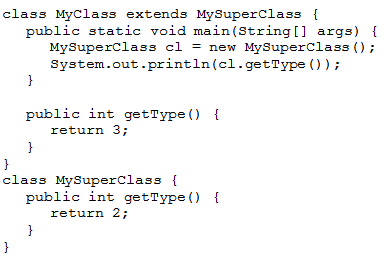 class MyClass extends MySuperClass {
   public static void main(String[] args) {
      MySuperClass cl = new MySuperClass();
      System.out.println(cl.getType());
   }

   public int getType() {
      return 3;
   }
}
class MySuperClass {
   public int getType() {
      return 2;
   }
}